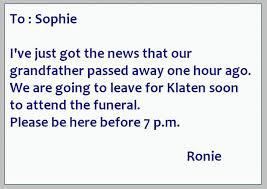 To : Sophie
I've just got the news that our
grandfather passed away one hour ago.
We are going to leave for Klaten soon
to attend the funeral.
Please be here before 7 p.m.
Ronie